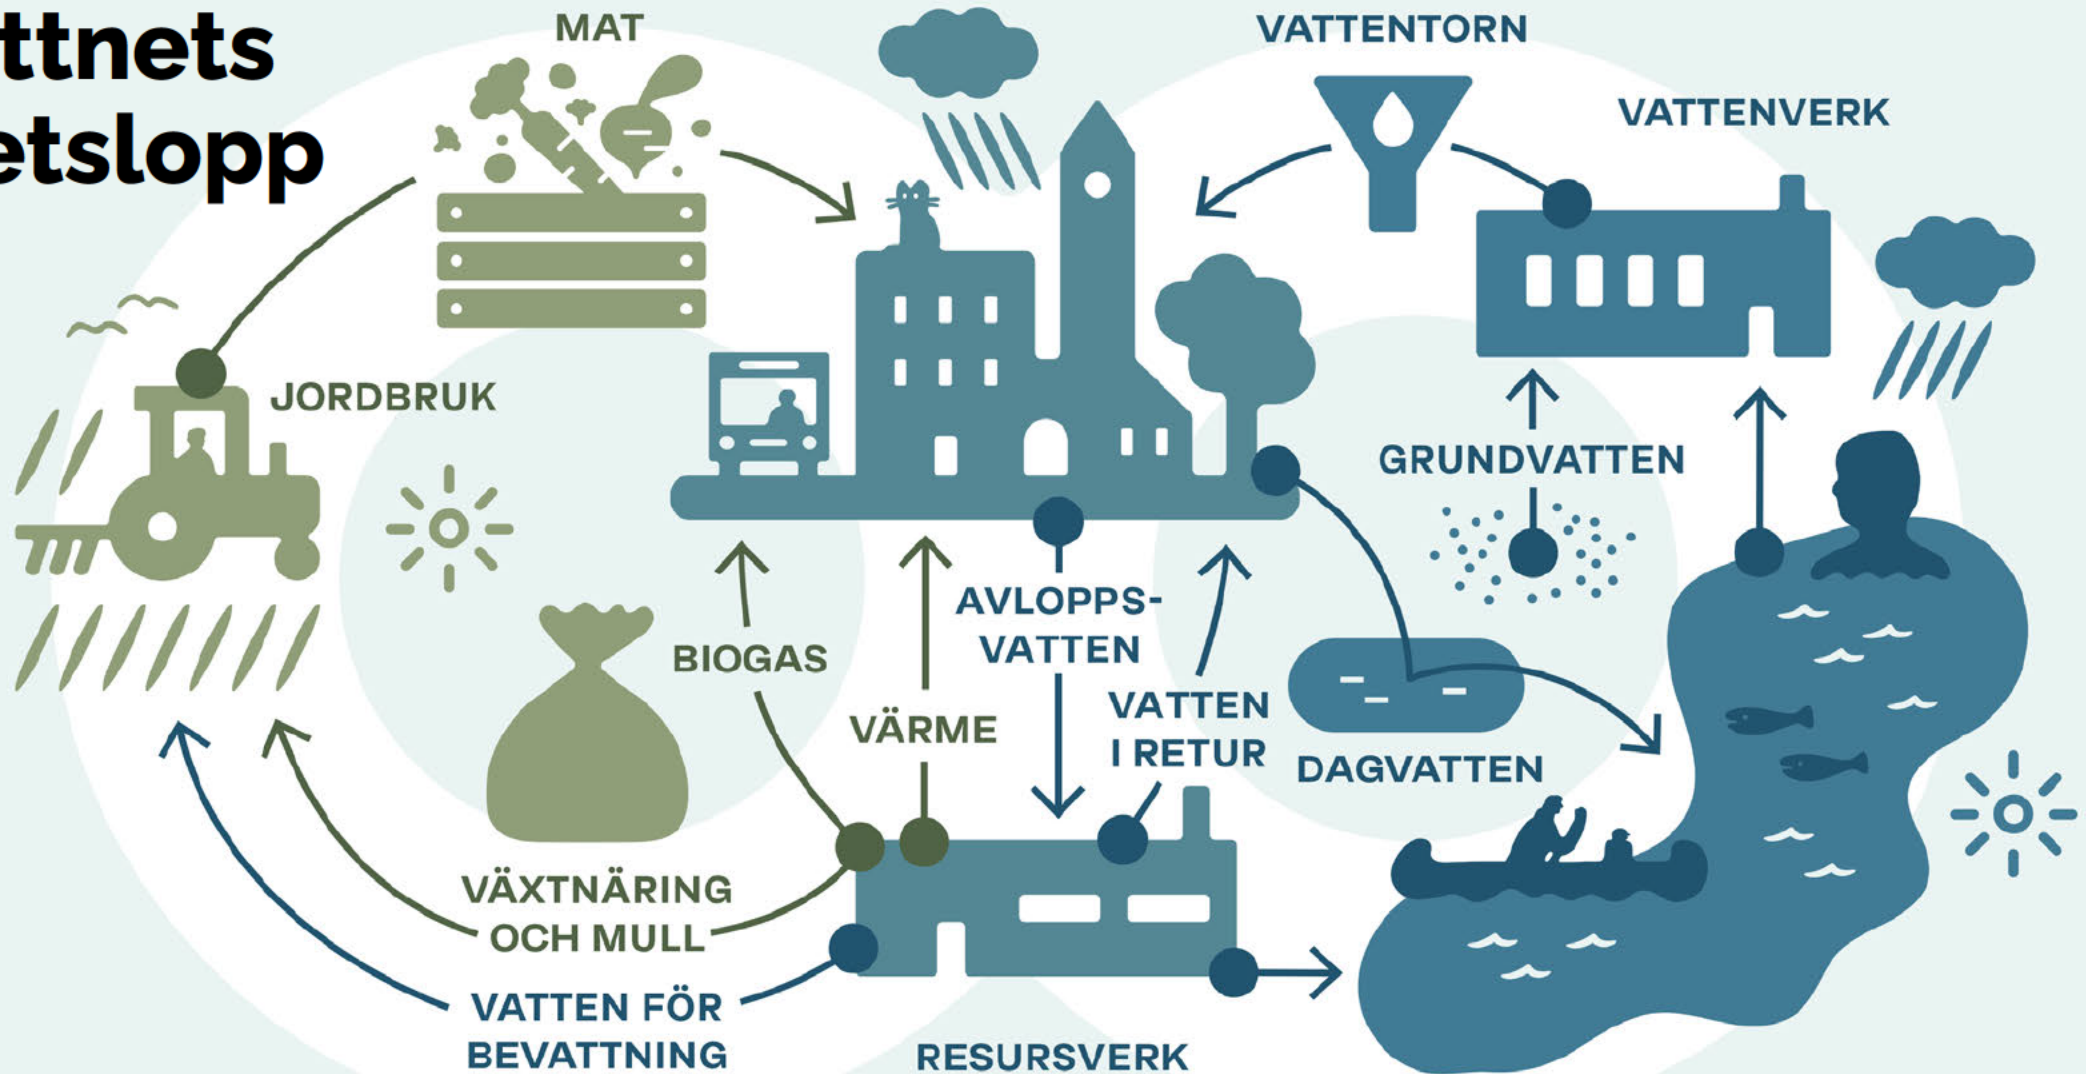 ttnets
etslopp
MAT
VATTENTORN
VATTENVERK
JORDBRUK
GRUNDVATTEN
AVLOPPS-
VATTEN
BIOGAS
VÄRME
VATTEN
I RETUR
DAGVATTEN
VÄXTNÄRING
OCH MULL
VATTEN FÖR
BEVATTNING
RESURSVERK